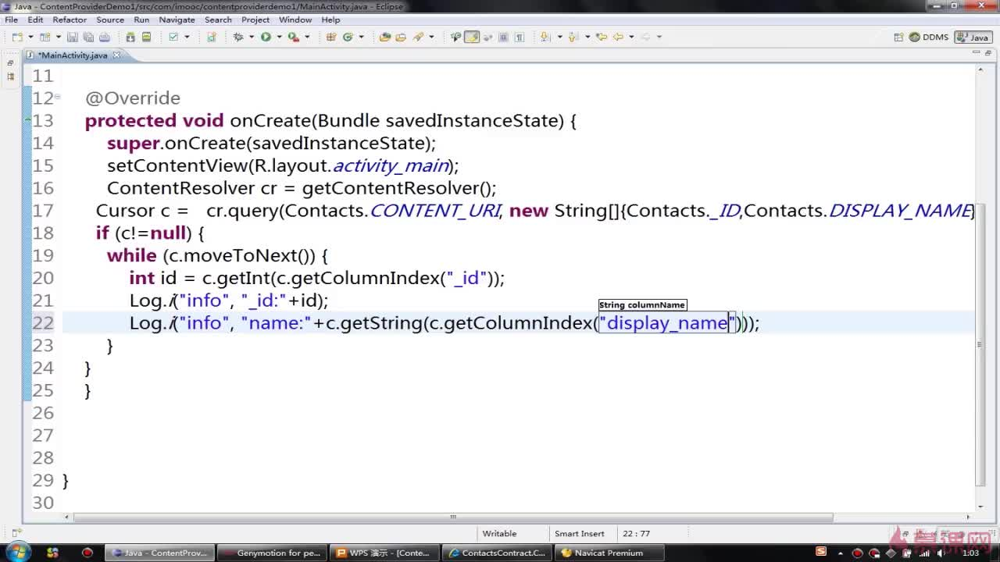 Java - ContentProviderDemo1/src/com/imooc/contentproviderdemo1/MainActivity.java - Eclipse
File Edit Refactor Source Run Navigate Search Project Window Help
DDMS Java
*MainActivity.java
11
12 @Override
13 protected void onCreate(Bundle savedInstanceState) {
14 super.onCreate(savedInstanceState);
15 setContentView(R.layout.activity_main);
16 ContentResolver cr = getContentResolver();
17 Cursor c = cr.query(Contacts.CONTENT_URI, new String[]{Contacts._ID,Contacts.DISPLAY_NAME}
18 if (c!=null) {
19 while (c.moveToNext()) {
20 int id = c.getInt(c.getColumnIndex("_id"));
21 Log.i("info", "_id:"+id);
String columnName
22 Log.i("info", "name:"+c.getString(c.getColumnIndex("display_name")));
23 }
24 }
25 }
26
27
28
29 }
30
Writable Smart Insert 22 : 77
慕课网
Java - ContentProv... Genymotion for pe... WPS 演示 - [Conte... ContactsContract.C... Navicat Premium 1:03